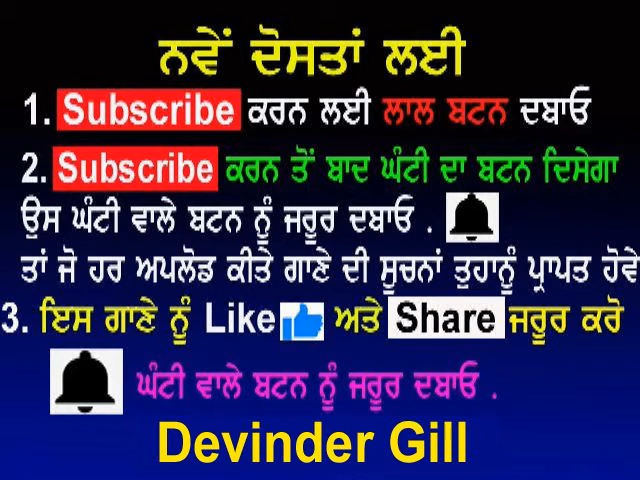 ਨਵੇਂ ਦੋਸਤਾਂ ਲਈ
1. Subscribe ਕਰਨ ਲਈ ਲਾਲ ਬਟਨ ਦਬਾਓ
2. Subscribe ਕਰਨ ਤੋਂ ਬਾਦ ਘੰਟੀ ਦਾ ਬਟਨ ਦਿਸੇਗਾ
ਉਸ ਘੰਟੀ ਵਾਲੇ ਬਟਨ ਨੂੰ ਜਰੂਰ ਦਬਾਓ .
ਤਾਂ ਜੋ ਹਰ ਅਪਲੋਡ ਕੀਤੇ ਗਾਣੇ ਦੀ ਸੂਚਨਾਂ ਤੁਹਾਨੂੰ ਪ੍ਰਾਪਤ ਹੋਵੇ
3. ਇਸ ਗਾਣੇ ਨੂੰ Like ਅਤੇ Share ਜਰੂਰ ਕਰੋ
ਘੰਟੀ ਵਾਲੇ ਬਟਨ ਨੂੰ ਜਰੂਰ ਦਬਾਓ .
Devinder Gill